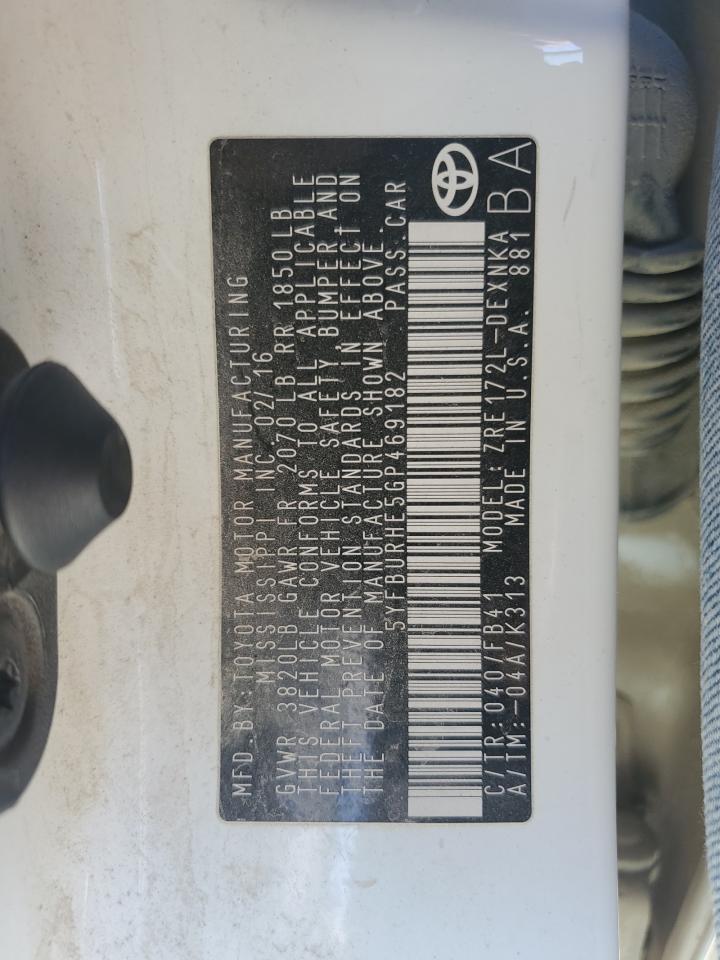 MFD. BY: TOYOTA MOTOR MANUFACTURING
MISSISSIPPI INC. 02/16
GVWR 3820LB GAWR FR 2070 LB RR 1850LB
THIS VEHICLE CONFORMS TO ALL APPLICABLE
FEDERAL MOTOR VEHICLE SAFETY, BUMPER, AND
THEFT PREVENTION STANDARDS IN EFFECT ON
THE DATE OF MANUFACTURE SHOWN ABOVE.
5YFBURHE5GP469182 PASS. CAR
C/TR: 040/FB41 MODEL: ZRE172L-DEXNKA
A/TM: -04A/K313 MADE IN U.S.A. 881 BA